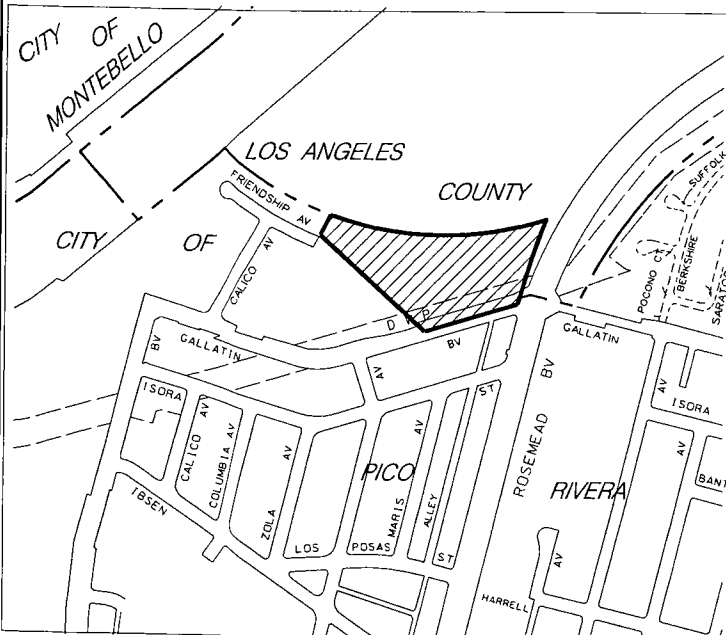 CITY OF
MONTEBELLO
LOS ANGELES
COUNTY
FRIENDSHIP AV
SUFFOLK
CITY
OF
CALICO AV
POCONO CT
BERKSHIRE
SARATO
D P
GALLATIN
BV
BV
GALLATIN
BV
AV
ST
AV
ISORA
ISORA
CALICO AV
COLUMBIA AV
ZOLA AV
PICO
MARIS AV
ALLEY
ROSEMEAD
RIVERA
AV
BANT
IBSEN
LOS
POSAS
ST
AV
HARRELL